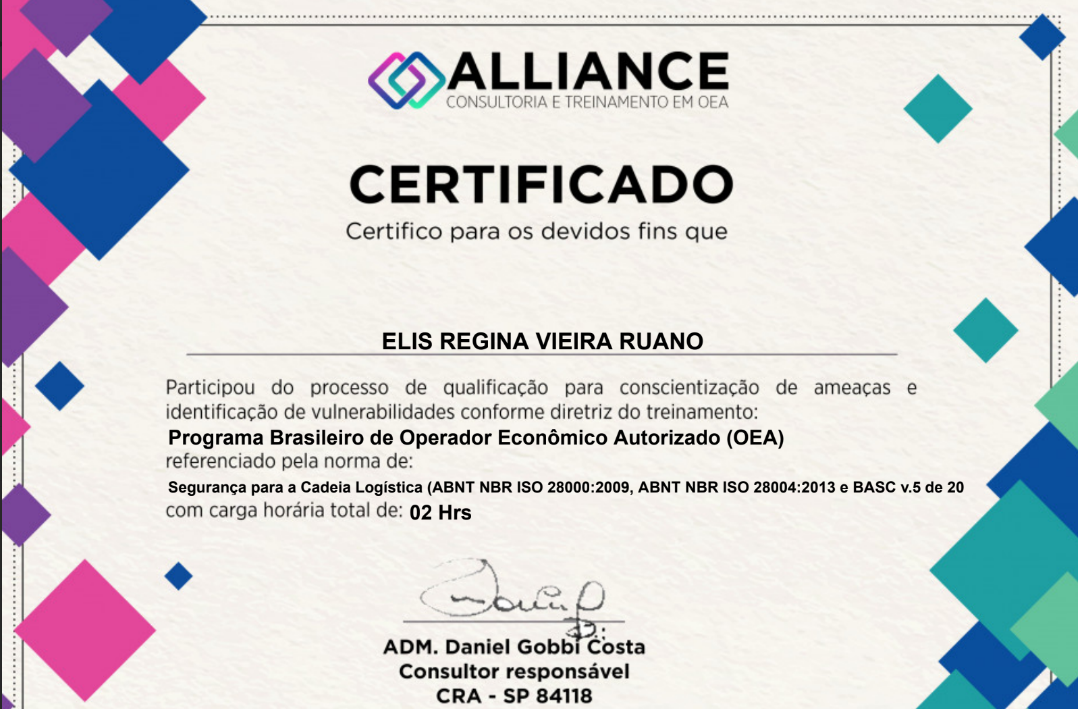 ALLIANCE
CONSULTORIA E TREINAMENTO EM OEA
CERTIFICADO
Certifico para os devidos fins que
ELIS REGINA VIEIRA RUANO
Participou do processo de qualificação para conscientização de ameaças e
identificação de vulnerabilidades conforme diretriz do treinamento:
Programa Brasileiro de Operador Econômico Autorizado (OEA)
referenciado pela norma de:
Segurança para a Cadeia Logística (ABNT NBR ISO 28000:2009, ABNT NBR ISO 28004:2013 e BASC v.5 de 20
com carga horária total de: 02 Hrs
ADM. Daniel Gobbi Costa
Consultor responsável
CRA - SP 84118